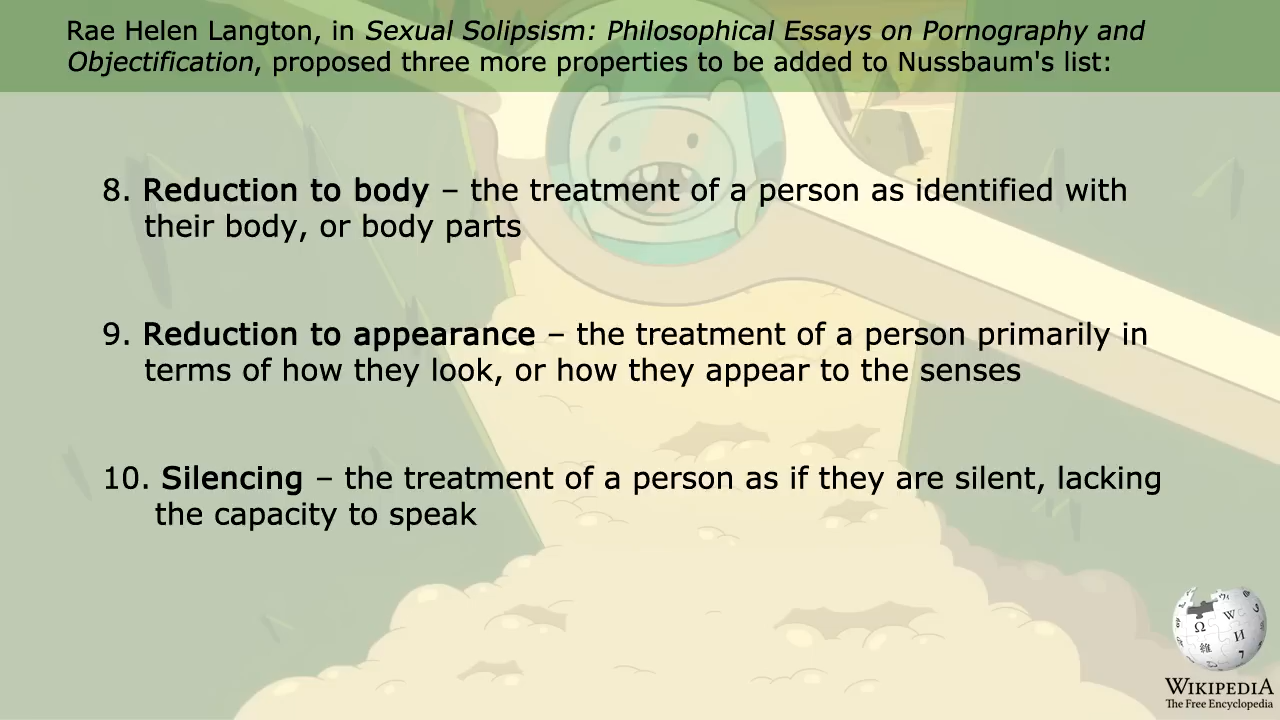 Rae Helen Langton, in Sexual Solipsism: Philosophical Essays on Pornography and
Objectification, proposed three more properties to be added to Nussbaum's list:
8. Reduction to body – the treatment of a person as identified with
their body, or body parts
9. Reduction to appearance – the treatment of a person primarily in
terms of how they look, or how they appear to the senses
10. Silencing – the treatment of a person as if they are silent, lacking
the capacity to speak
Ω W И
維
WIKIPEDIA
The Free Encyclopedia